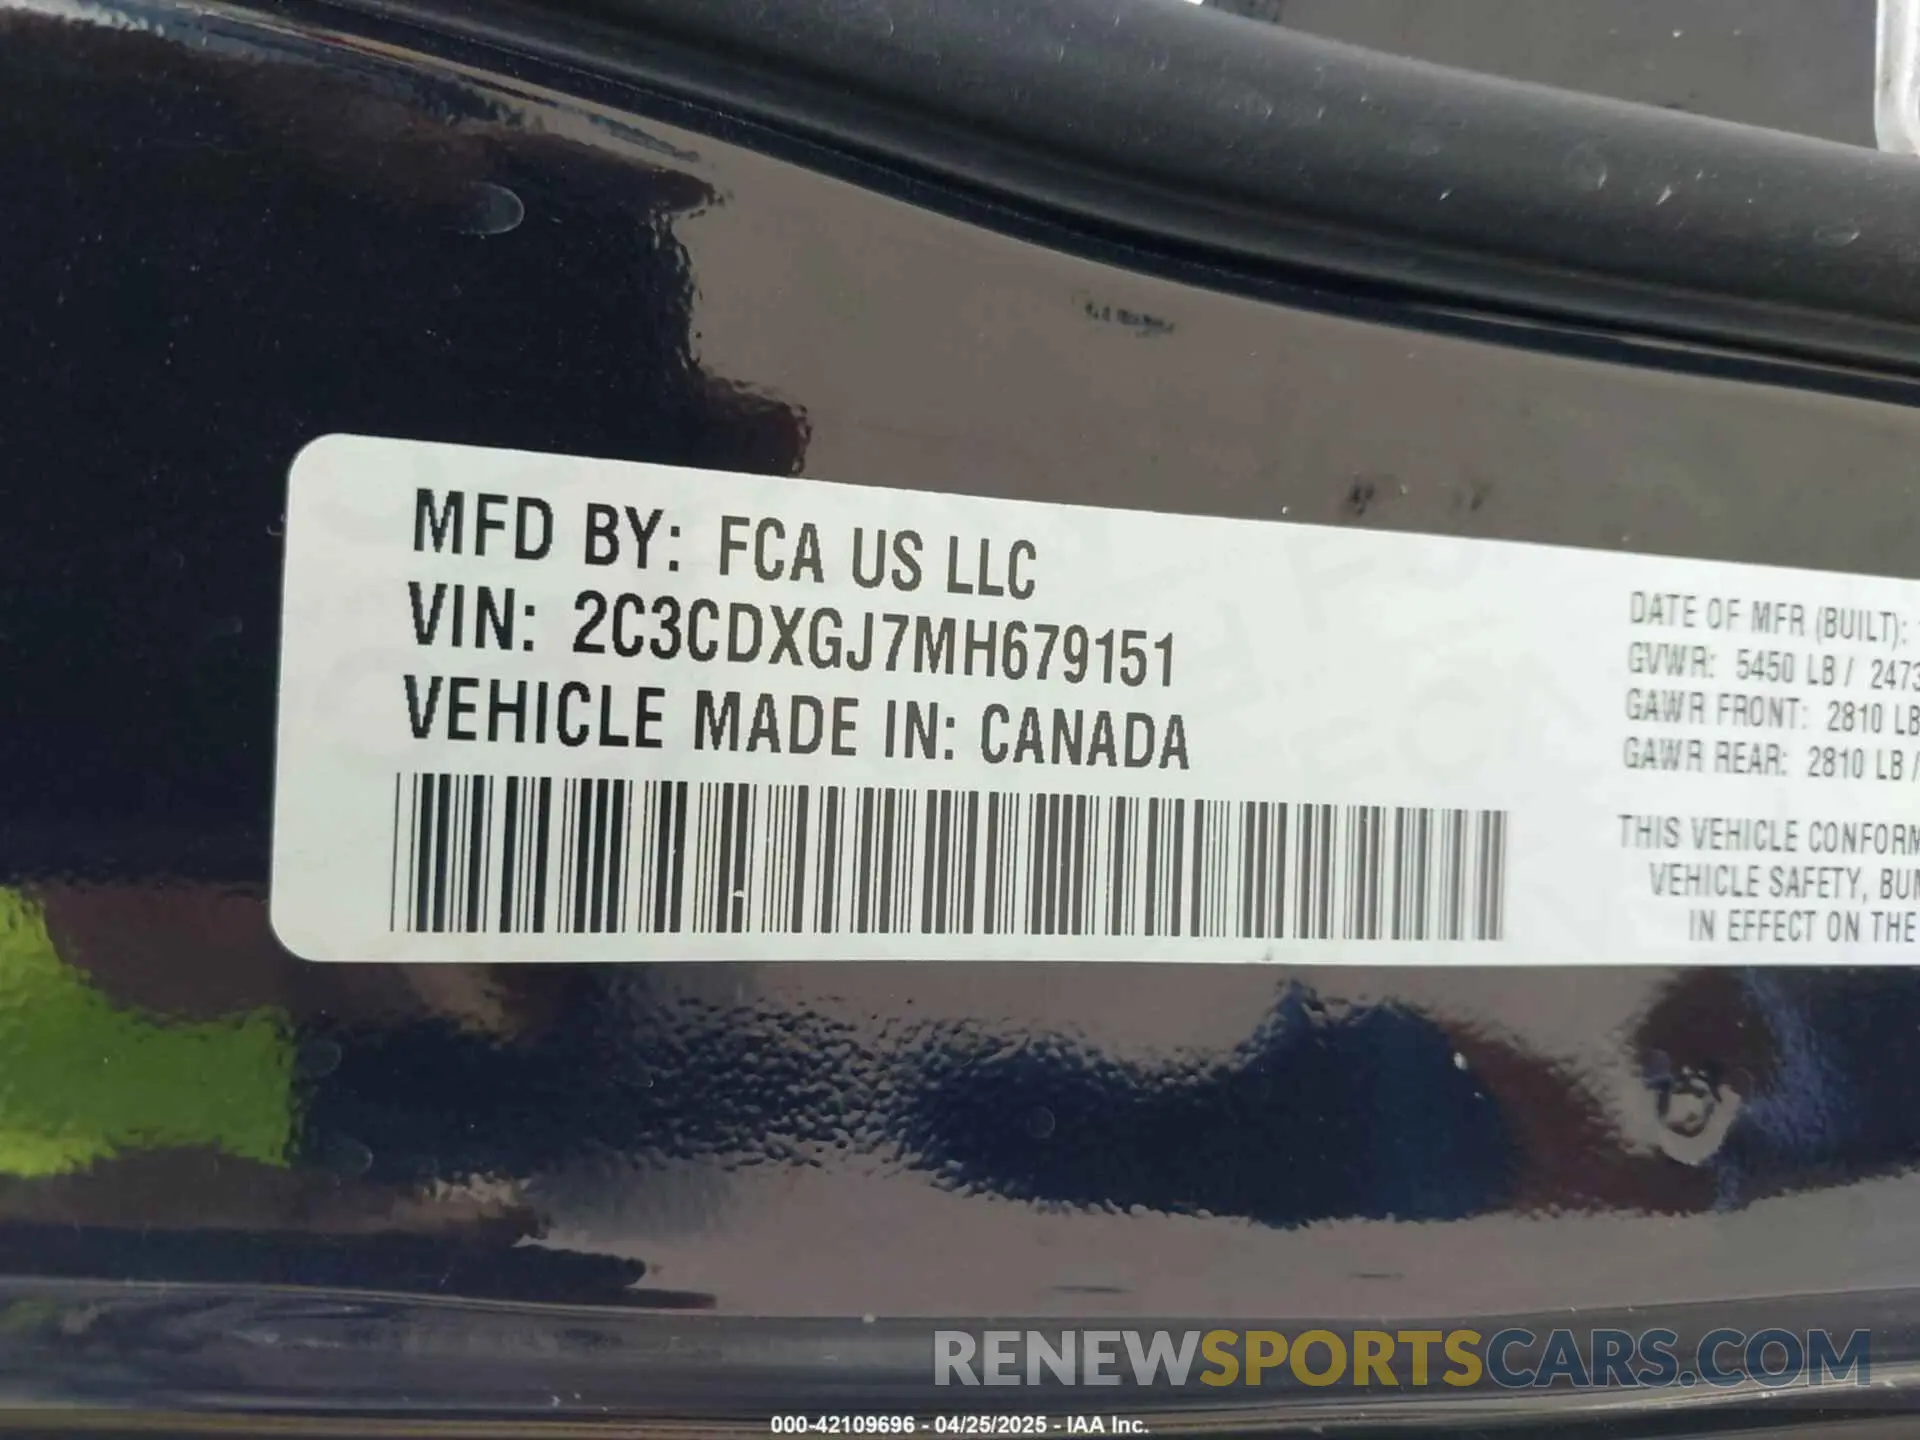 MFD BY: FCA US LLC
VIN: 2C3CDXGJ7MH679151
VEHICLE MADE IN: CANADA
DATE OF MFR (BUILT):
GVWR: 5450 LB / 2473
GAWR FRONT: 2810 LB
GAWR REAR: 2810 LB /
THIS VEHICLE CONFORM
VEHICLE SAFETY, BUM
IN EFFECT ON THE
RENEWSPORTSCARS.COM
000-42109696 - 04/25/2025 - IAA Inc.